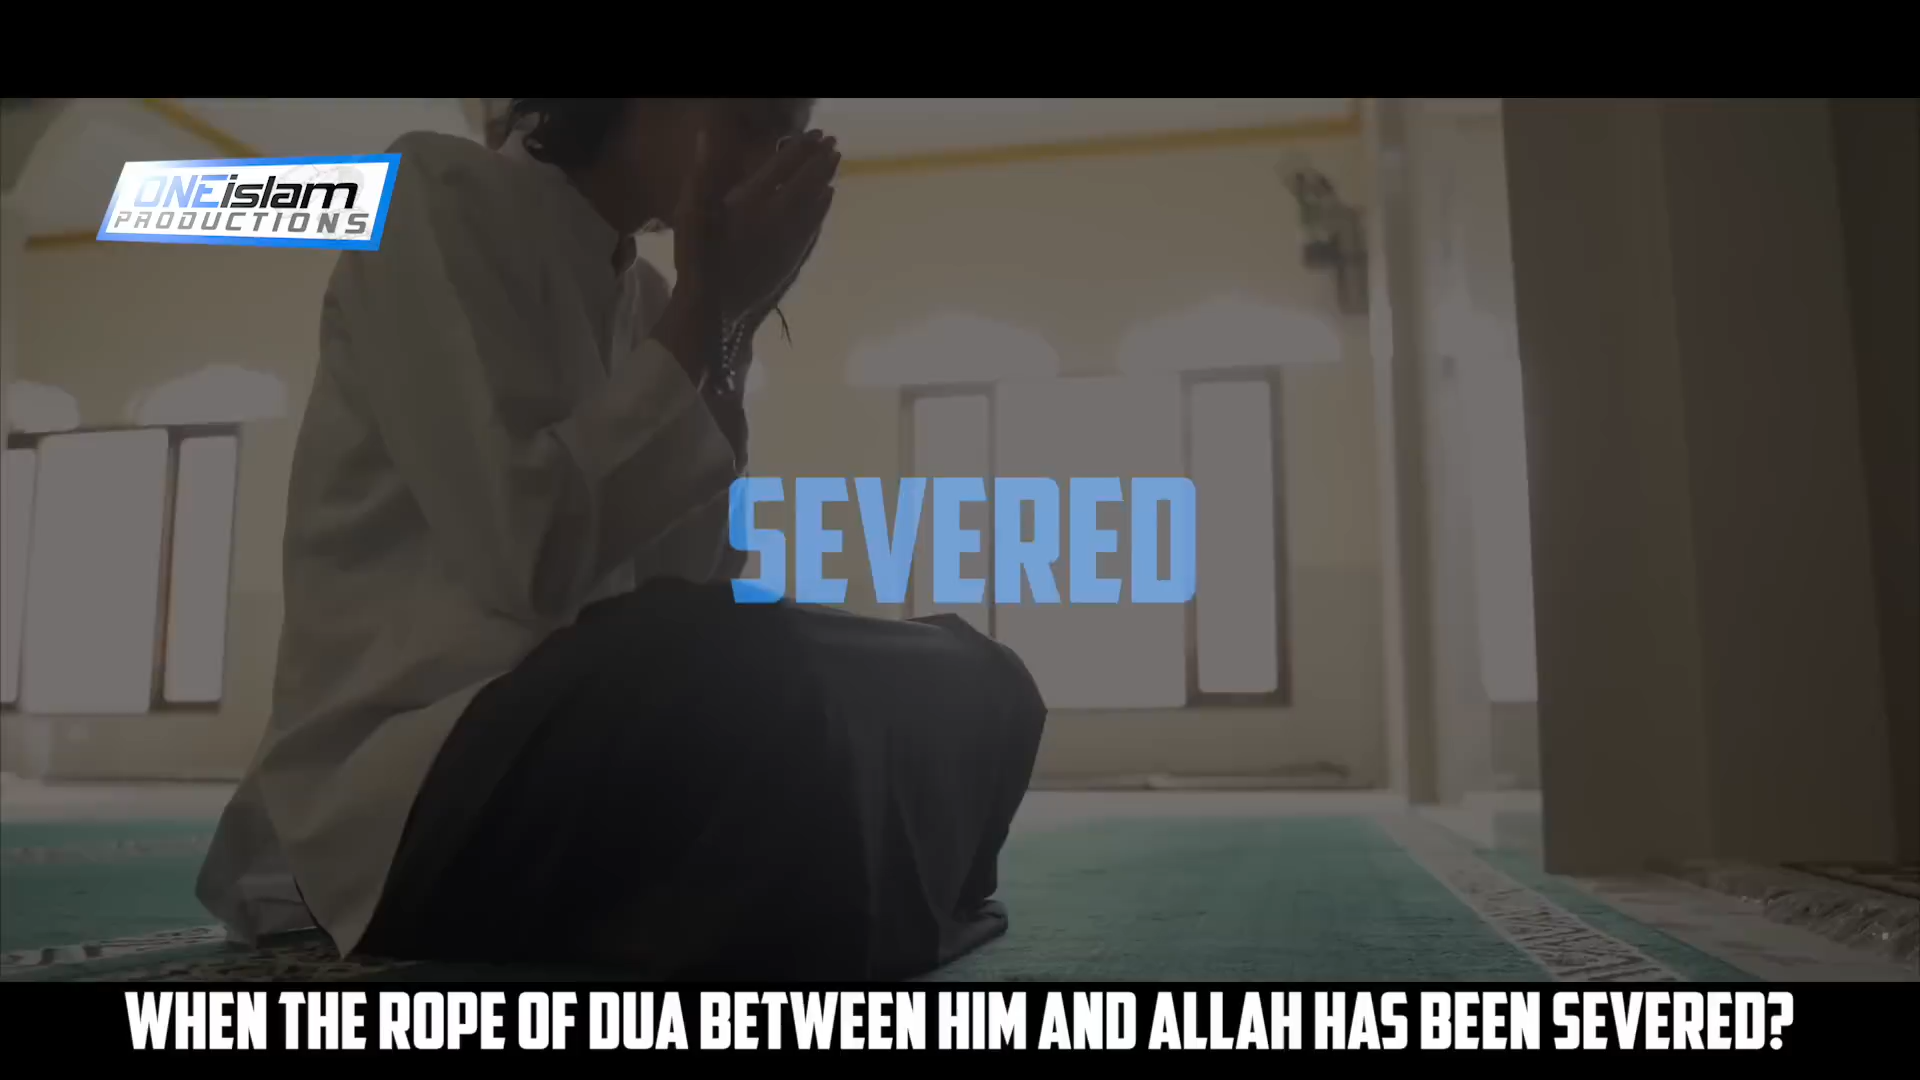 ONEislam
PRODUCTIONS
SEVERED
WHEN THE ROPE OF DUA BETWEEN HIM AND ALLAH HAS BEEN SEVERED?